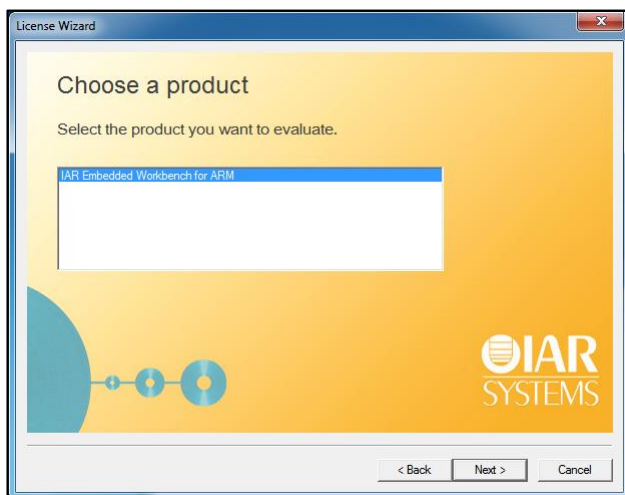 License Wizard
Choose a product
Select the product you want to evaluate.
IAR Embedded Workbench for ARM
IAR
SYSTEMS
< Back Next > Cancel